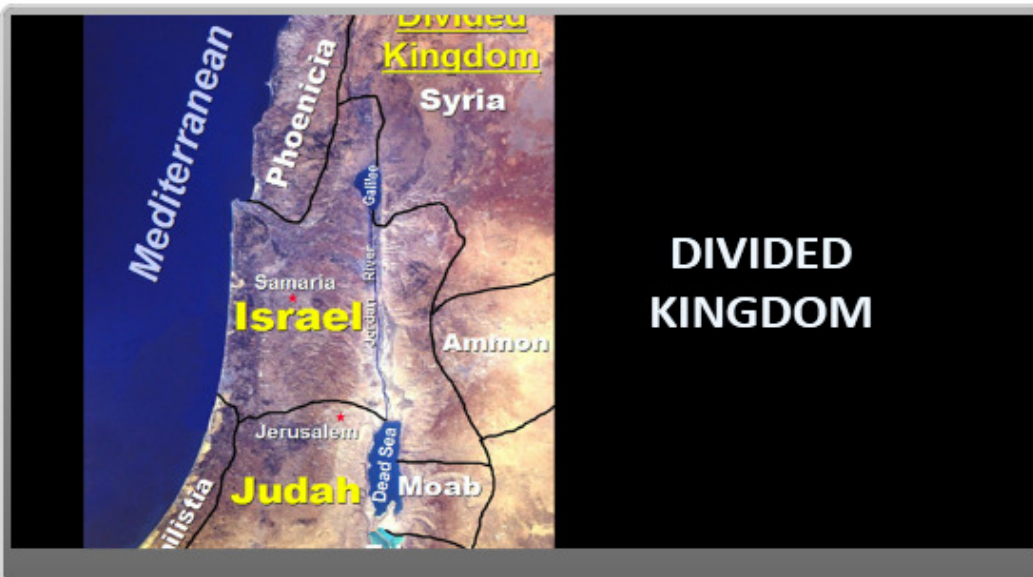 Divided
Kingdom
Syria
Phoenicia
Mediterranean
Galilee
Jordan River
Samaria
Israel
Ammon
Jerusalem
Judah
Dead Sea
Moab
DIVIDED
KINGDOM